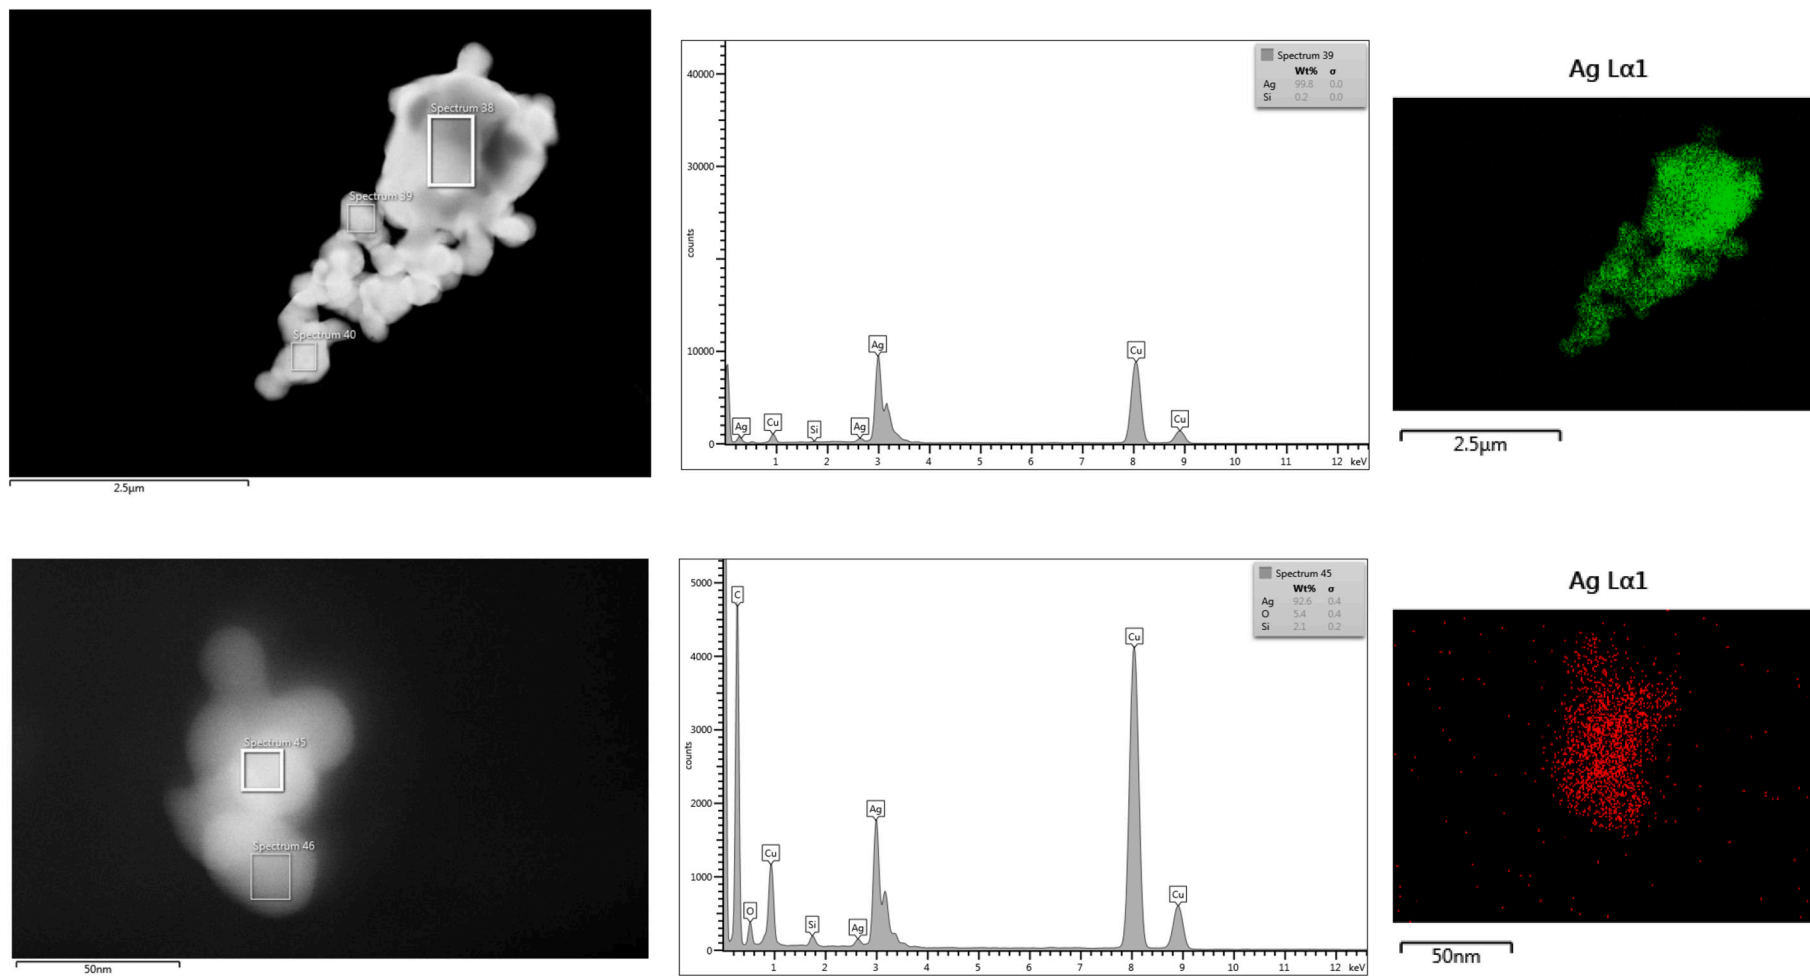 Spectrum 38
Spectrum 39
Spectrum 40
2.5µm
40000
30000
10000
0
counts
Spectrum 39
Wt% σ
Ag 99.8 0.0
Si 0.2 0.0
Ag
Cu
Si
Ag
Ag
Cu
Cu
1 2 3 4 5 6 7 8 9 10 11 12 keV
Ag Lα1
2.5µm
Spectrum 45
Spectrum 46
50nm
5000
4000
3000
2000
1000
0
counts
Spectrum 45
Wt% σ
Ag 92.6 0.4
O 5.4 0.4
Si 2.1 0.2
C
O
Cu
Si
Ag
Ag
Cu
Cu
1 2 3 4 5 6 7 8 9 10 11 12 keV
Ag Lα1
50nm